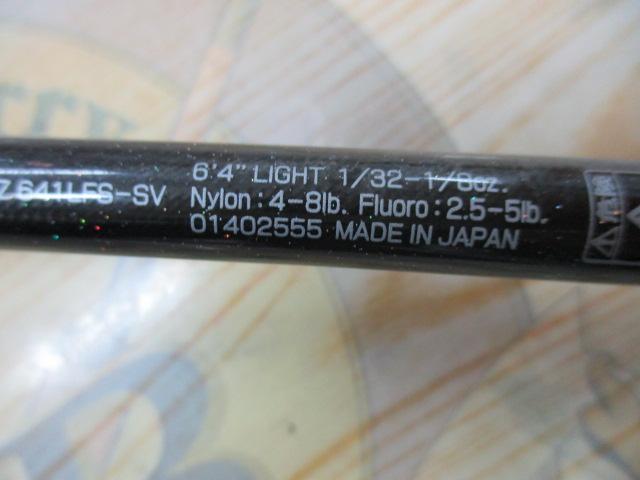 Z 641LFS-SV
6'4" LIGHT 1/32-1/8oz.
Nylon : 4-8lb. Fluoro : 2.5-5lb.
01402555 MADE IN JAPAN